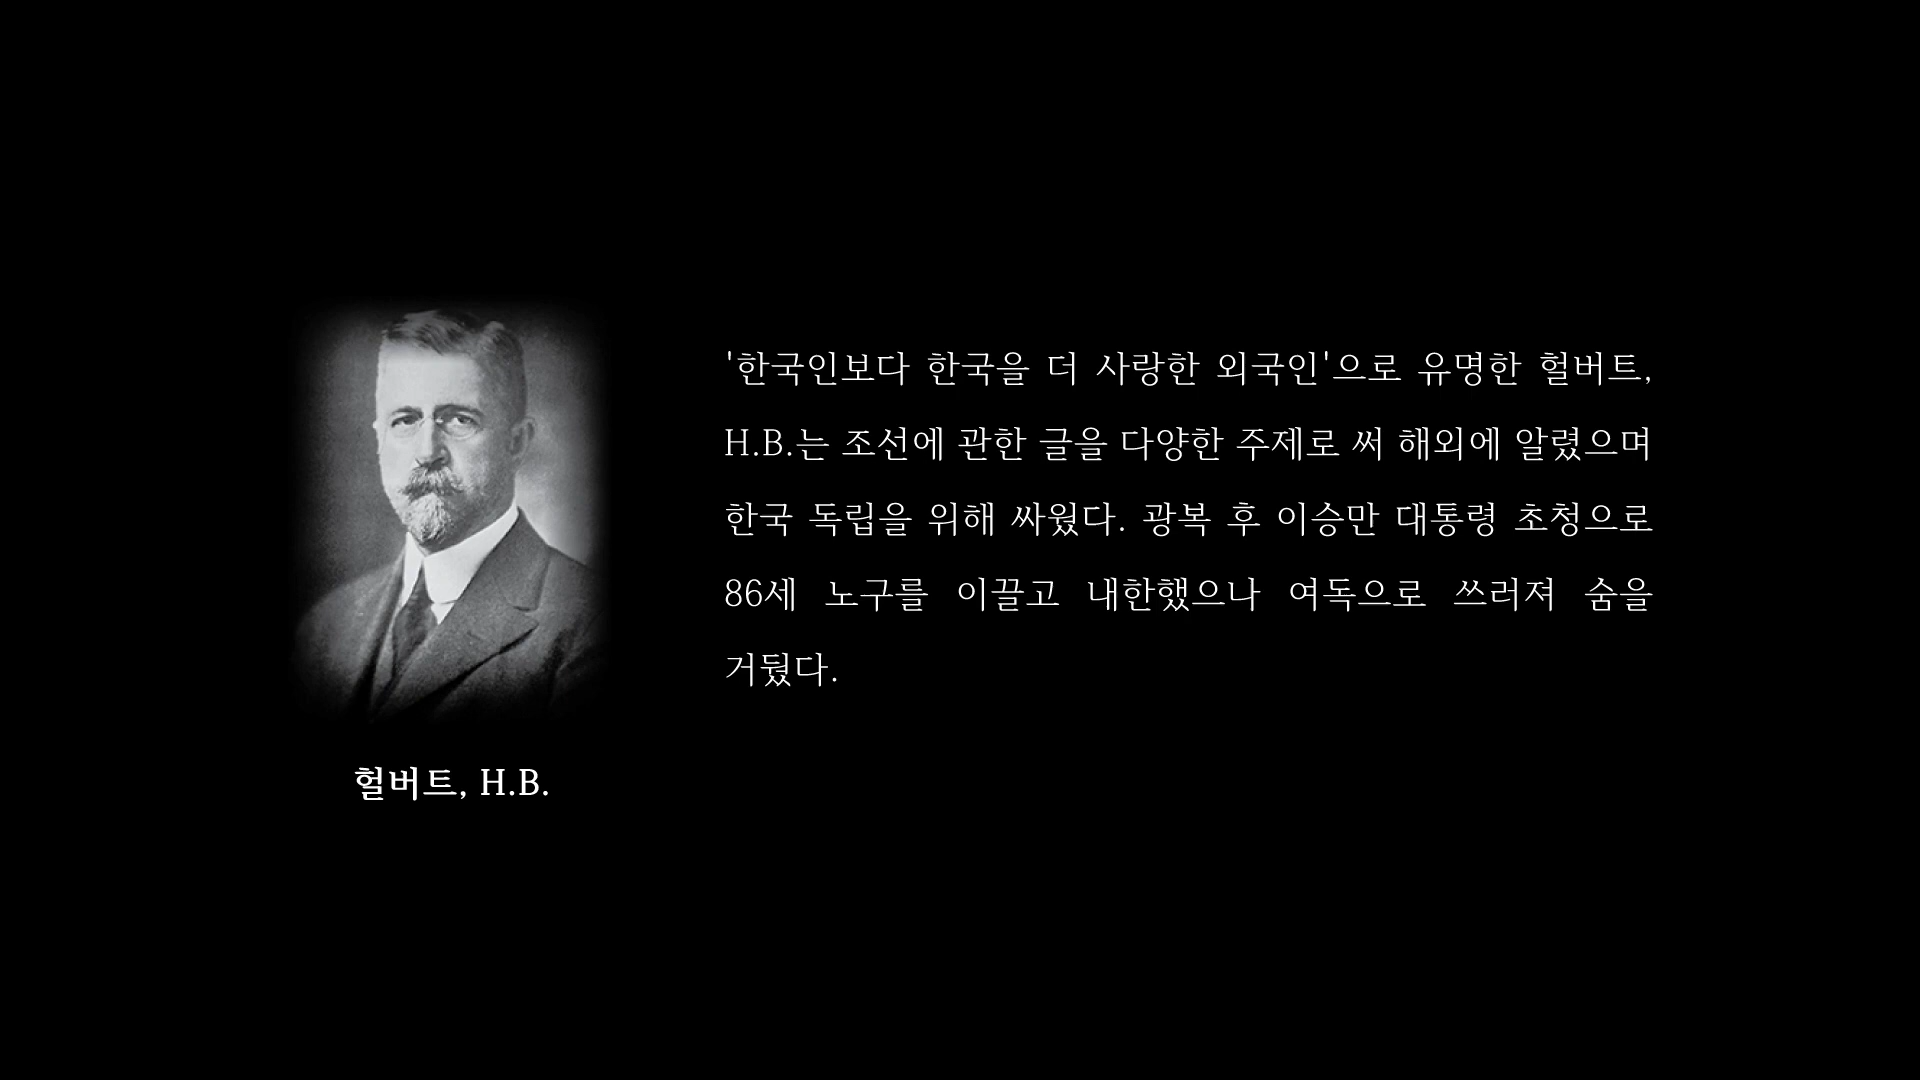 '한국인보다 한국을 더 사랑한 외국인'으로 유명한 헐버트,
H.B.는 조선에 관한 글을 다양한 주제로 써 해외에 알렸으며
한국 독립을 위해 싸웠다. 광복 후 이승만 대통령 초청으로
86세 노구를 이끌고 내한했으나 여독으로 쓰러져 숨을
거뒀다.
헐버트, H.B.